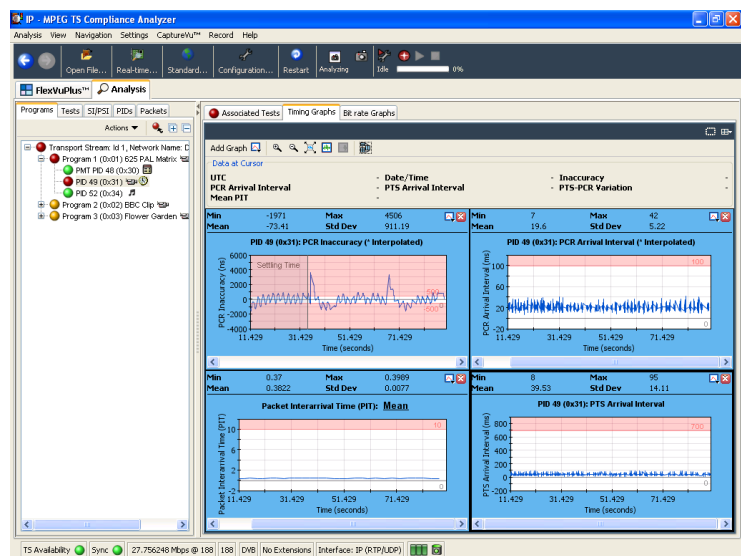 IP - MPEG TS Compliance Analyzer
Analysis View Navigation Settings CaptureVu™ Record Help
Open File... Real-time... Standard... Configuration... Restart Analyzing Idle 0%
FlexVuPlus™ Analysis
Programs Tests SI/PSI PIDs Packets
Actions
Transport Stream: Id 1, Network Name: D
Program 1 (0x01) 625 PAL Matrix
PMT PID 48 (0x30)
PID 49 (0x31)
PID 52 (0x34)
Program 2 (0x02) BBC Clip
Program 3 (0x03) Flower Garden
Associated Tests Timing Graphs Bit rate Graphs
Add Graph
Data at Cursor
UTC - Date/Time - Inaccuracy -
PCR Arrival Interval - PTS Arrival Interval - PTS-PCR Variation -
Mean PIT -
Min -1971 Max 4506
Mean -73.41 Std Dev 911.19
PID 49 (0x31): PCR Inaccuracy (* Interpolated)
PCR Inaccuracy (ns)
6000
4000
2000
0
-2000
-4000
Settling Time
500
-500
11.429 31.429 51.429 71.429
Time (seconds)
Min 7 Max 42
Mean 19.6 Std Dev 5.22
PID 49 (0x31): PCR Arrival Interval (* Interpolated)
PCR Arrival Interval (ms)
100
60
20
-20
100
0
11.429 31.429 51.429 71.429
Time (seconds)
Min 0.37 Max 0.3989
Mean 0.3822 Std Dev 0.0077
Packet Interarrival Time (PIT): Mean
Packet Interarrival Time (PIT)
10
6
2
-2
10
0
11.429 31.429 51.429 71.429
Time (seconds)
Min 8 Max 95
Mean 39.53 Std Dev 14.11
PID 49 (0x31): PTS Arrival Interval
PTS Arrival Interval (ms)
800
600
400
200
0
-200
700
0
11.429 31.429 51.429 71.429
Time (seconds)
TS Availability Sync 27.756248 Mbps @ 188 188 DVB No Extensions Interface: IP (RTP/UDP)